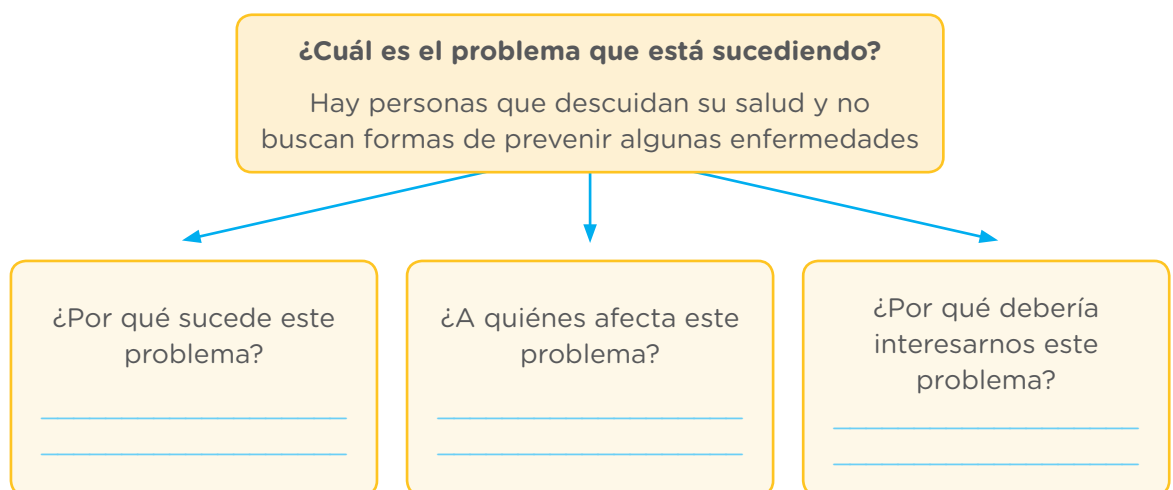 ¿Cuál es el problema que está sucediendo?
Hay personas que descuidan su salud y no
buscan formas de prevenir algunas enfermedades
¿Por qué sucede este
problema?
¿A quiénes afecta este
problema?
¿Por qué debería
interesarnos este
problema?